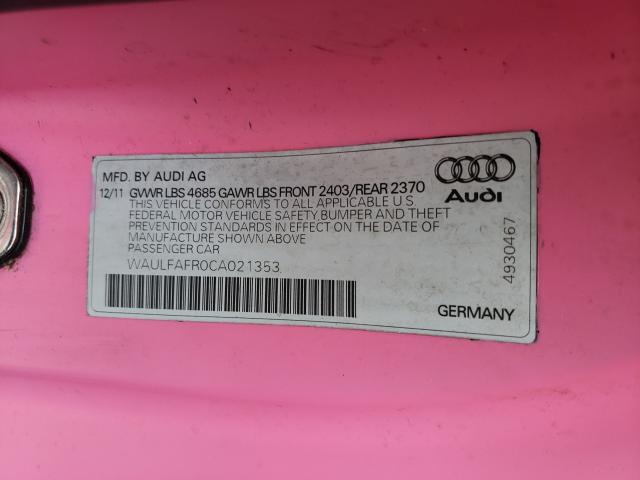 MFD. BY AUDI AG
12/11 GVWR LBS 4685 GAWR LBS FRONT 2403/REAR 2370
THIS VEHICLE CONFORMS TO ALL APPLICABLE U S
FEDERAL MOTOR VEHICLE SAFETY,BUMPER AND THEFT
PREVENTION STANDARDS IN EFFECT ON THE DATE OF
MANUFACTURE SHOWN ABOVE
PASSENGER CAR
WAULFAFR0CA021353
Audi
4930467
GERMANY